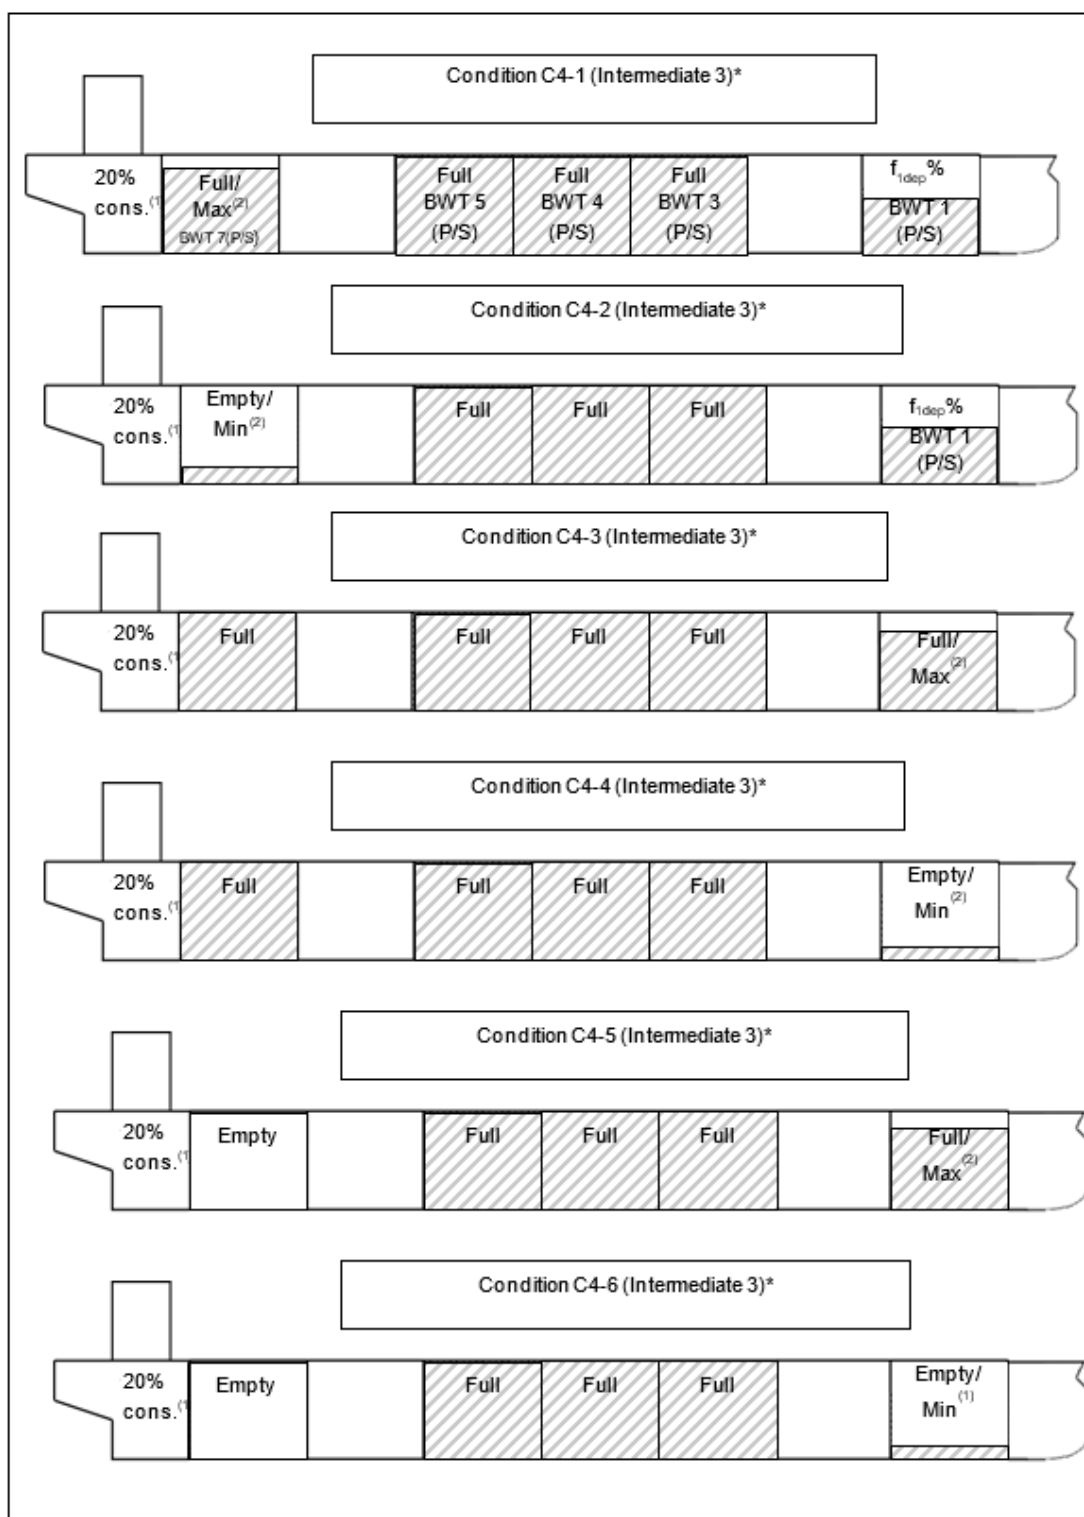 Condition C4-1 (Intermediate 3)*
20%
cons.(1
Full/
Max(2)
BWT 7(P/S)
Full
BWT 5
(P/S)
Full
BWT 4
(P/S)
Full
BWT 3
(P/S)
f1dep%
BWT 1
(P/S)
Condition C4-2 (Intermediate 3)*
20%
cons.(1
Empty/
Min(2)
Full
Full
Full
f1dep%
BWT 1
(P/S)
Condition C4-3 (Intermediate 3)*
20%
cons.(1
Full
Full
Full
Full
Full/
Max(2)
Condition C4-4 (Intermediate 3)*
20%
cons.(1
Full
Full
Full
Full
Empty/
Min(2)
Condition C4-5 (Intermediate 3)*
20%
cons.(1
Empty
Full
Full
Full
Full/
Max(2)
Condition C4-6 (Intermediate 3)*
20%
cons.(1
Empty
Full
Full
Full
Empty/
Min(1)